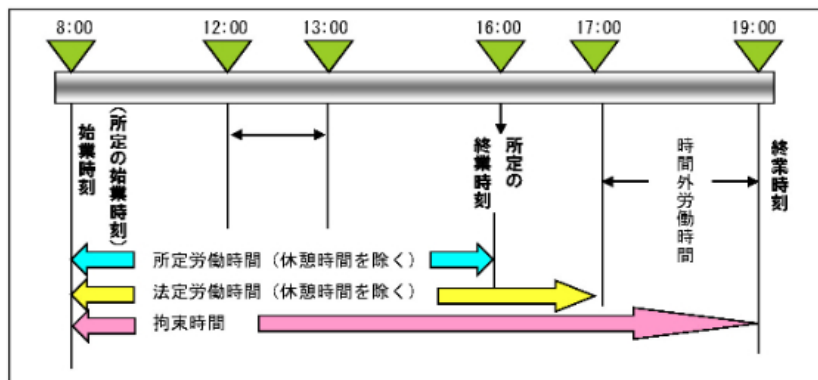 8:00
12:00
13:00
16:00
17:00
19:00
始業時刻
(所定の始業時刻)
所定の
終業時刻
時間外労働時間
終業時刻
所定労働時間(休憩時間を除く)
法定労働時間(休憩時間を除く)
拘束時間